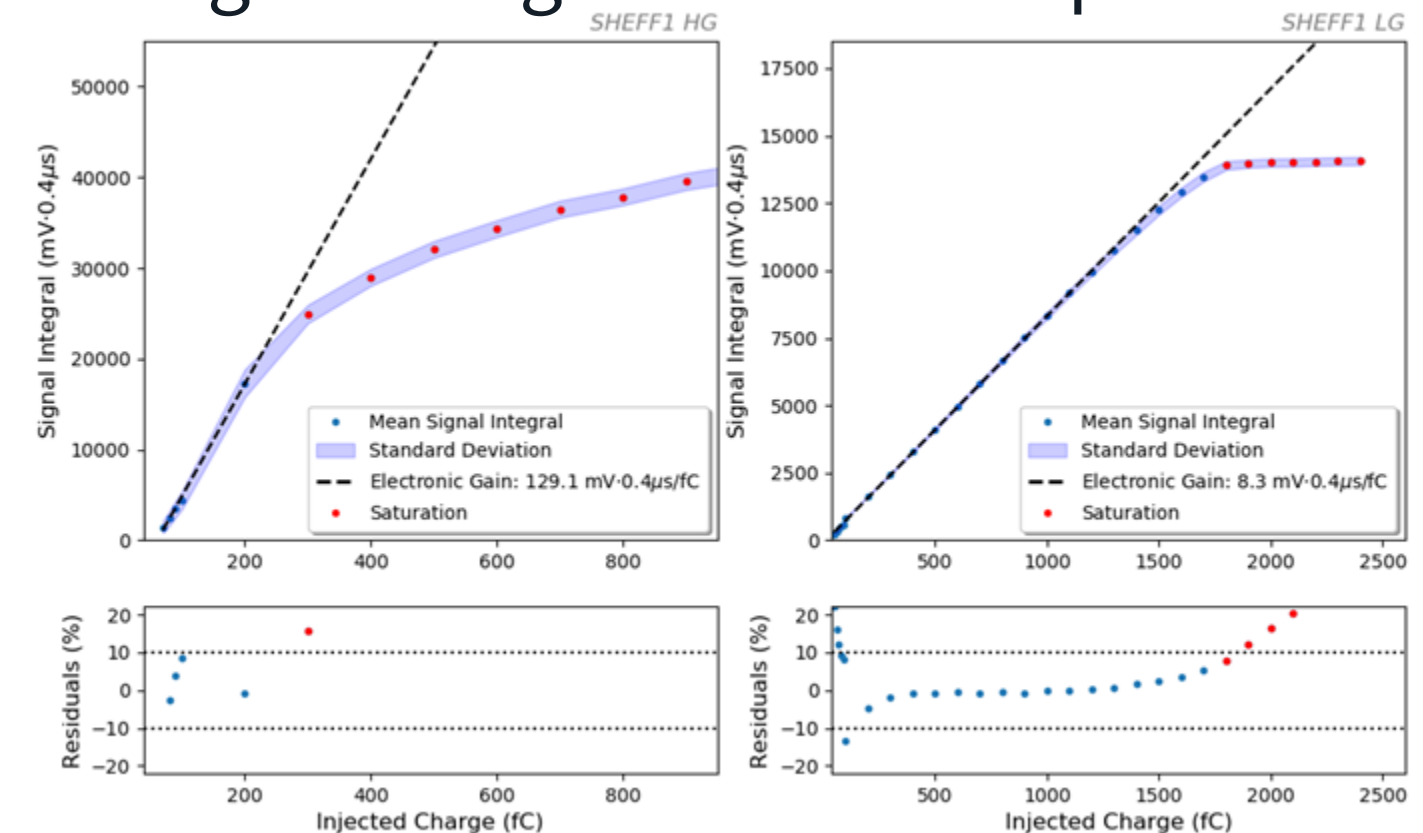 SHEFF1 HG
50000
40000
30000
20000
10000
0
Signal Integral (mV·0.4μs)
Mean Signal Integral
Standard Deviation
Electronic Gain: 129.1 mV·0.4μs/fC
Saturation
200 400 600 800
20
10
0
−10
−20
Residuals (%)
200 400 600 800
Injected Charge (fC)
SHEFF1 LG
17500
15000
12500
10000
7500
5000
2500
0
Signal Integral (mV·0.4μs)
Mean Signal Integral
Standard Deviation
Electronic Gain: 8.3 mV·0.4μs/fC
Saturation
500 1000 1500 2000 2500
20
10
0
−10
−20
Residuals (%)
500 1000 1500 2000 2500
Injected Charge (fC)